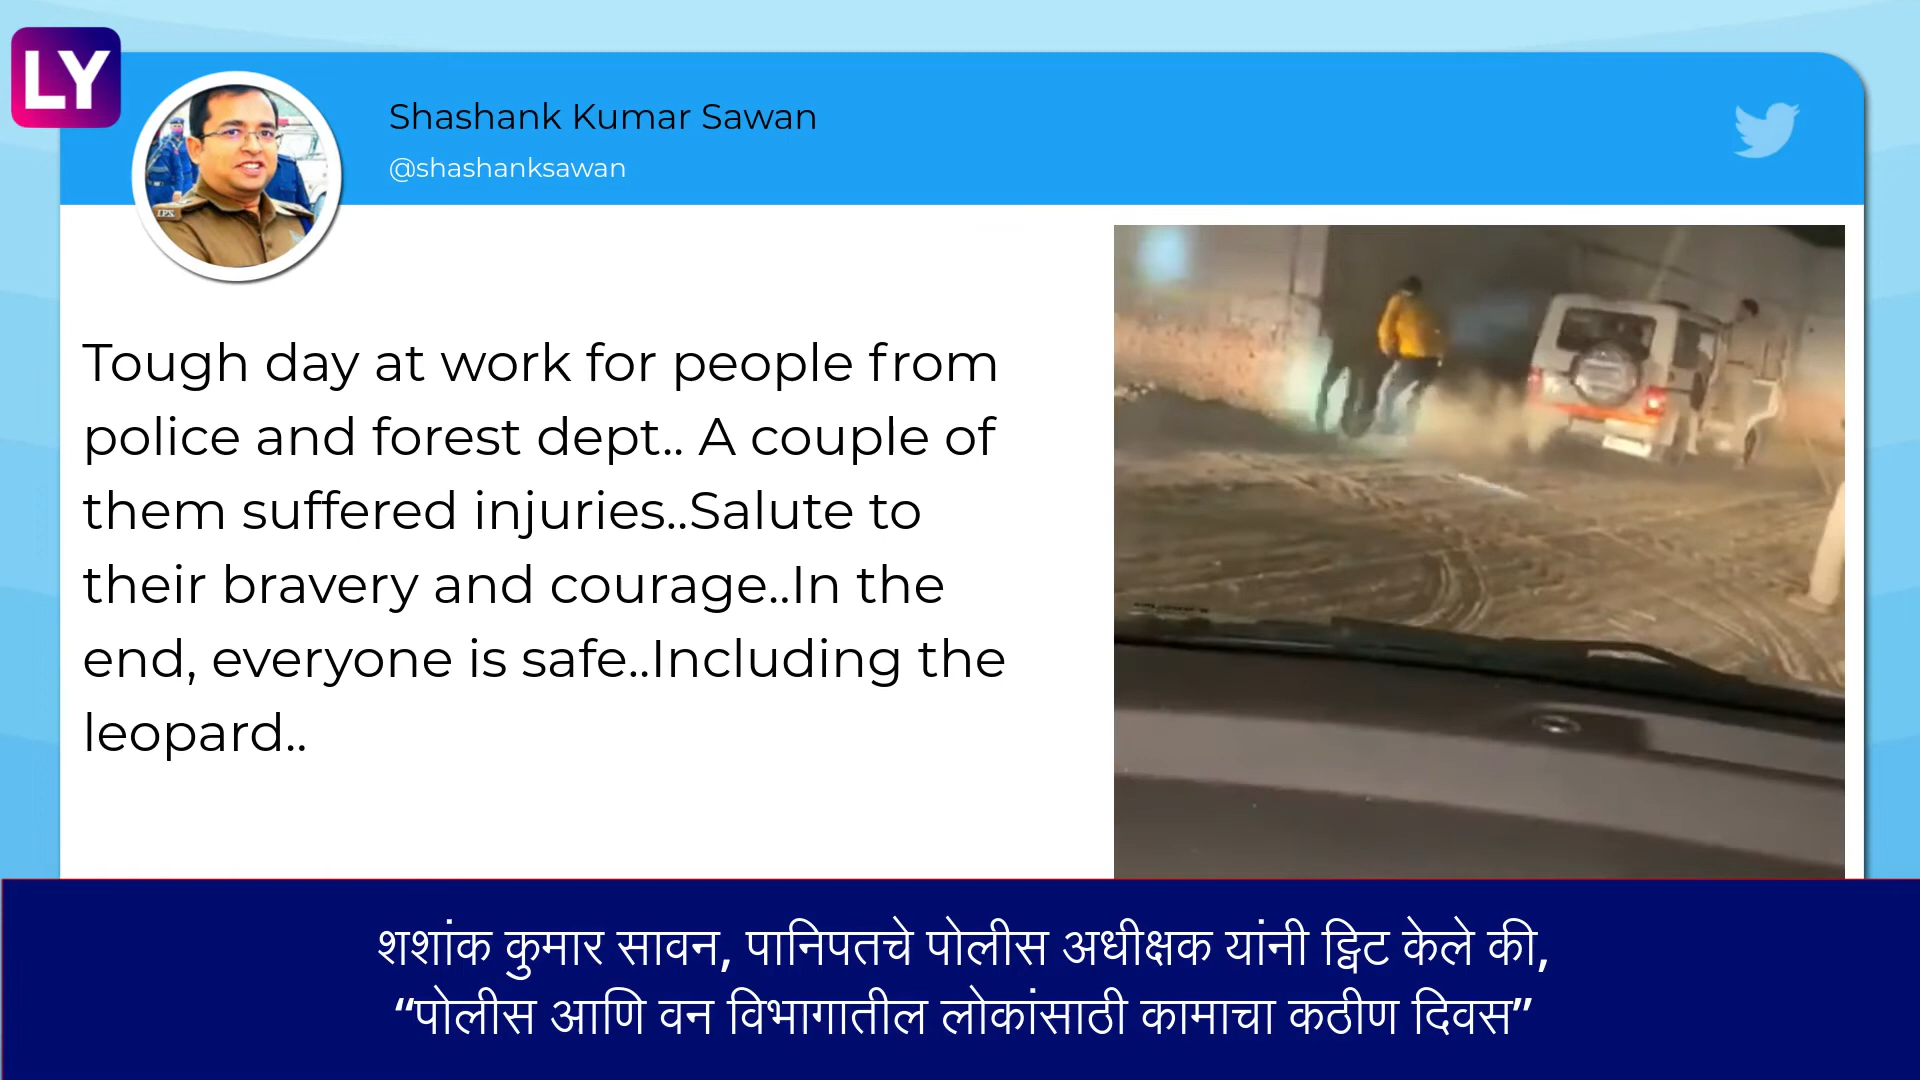 LY
Shashank Kumar Sawan
@shashanksawan
I.P.S.
Tough day at work for people from
police and forest dept.. A couple of
them suffered injuries..Salute to
their bravery and courage..In the
end, everyone is safe..Including the
leopard..
शशांक कुमार सावन, पानिपतचे पोलीस अधीक्षक यांनी ट्विट केले की,
“पोलीस आणि वन विभागातील लोकांसाठी कामाचा कठीण दिवस”